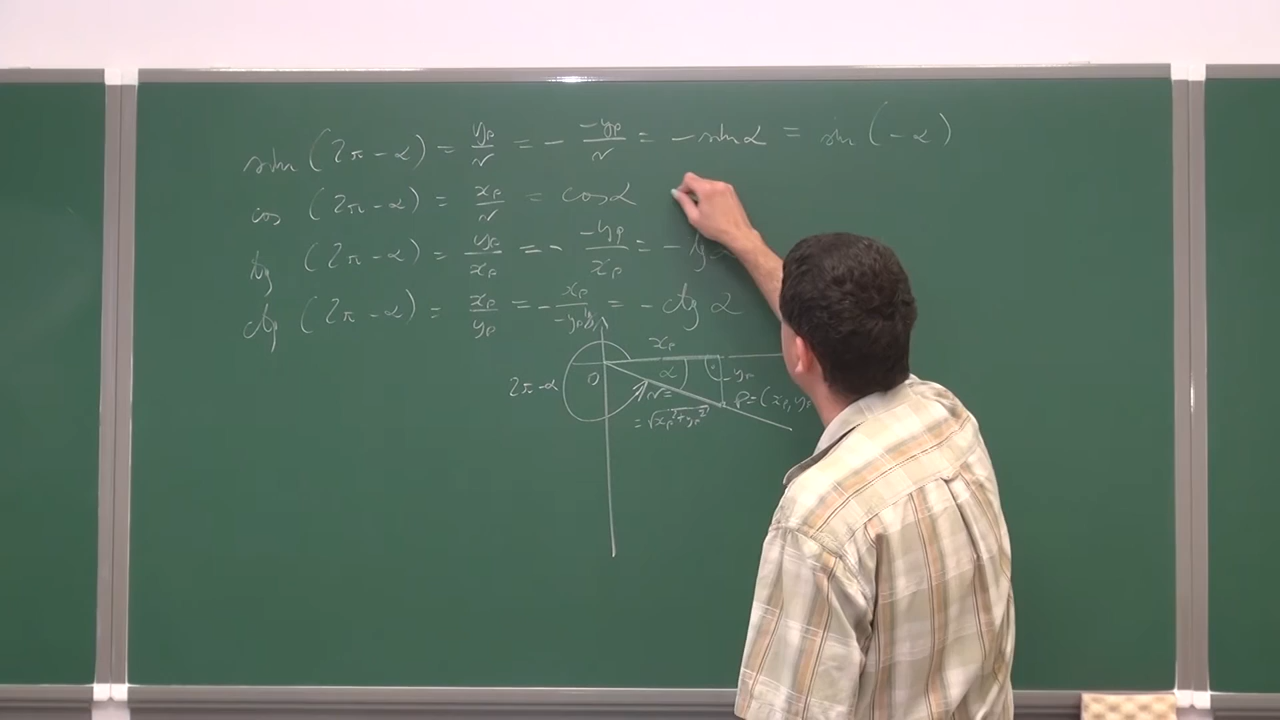 sin (2π - α) = y_P/r = - -y_P/r = - sin α = sin (-α)
cos (2π - α) = x_P/r = cos α
tg (2π - α) = y_P/x_P = - -y_P/x_P = - tg α
ctg (2π - α) = x_P/y_P = - x_P/-y_P = - ctg α
y
x_P
2π-α
O
α
-y_P
r =
= √x_P²+y_P²
P=(x_P, y_P